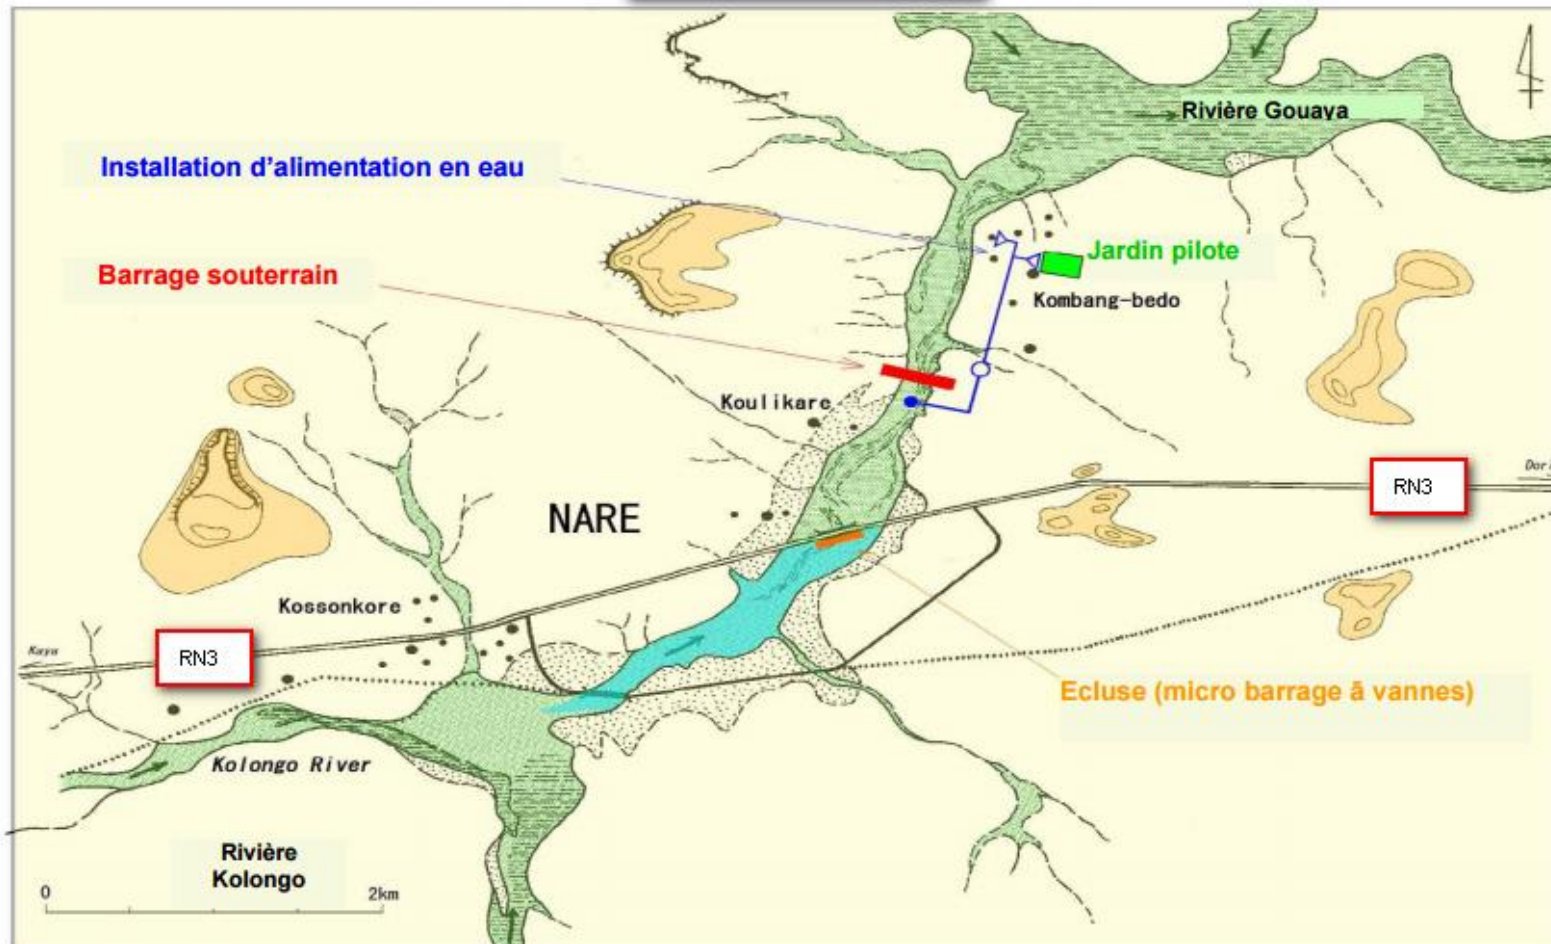 Rivière Gouaya
Installation d'alimentation en eau
Jardin pilote
Barrage souterrain
Kombang-bedo
Koulikare
RN3
Dori
NARE
Kossonkore
RN3
Kaya
Ecluse (micro barrage ā vannes)
Kolongo River
Rivière
Kolongo
0
2km